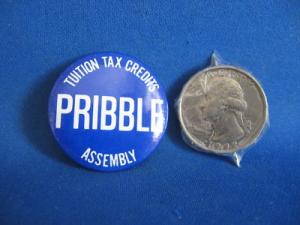 TUITION TAX CREDITS
PRIBBLE
ASSEMBLY